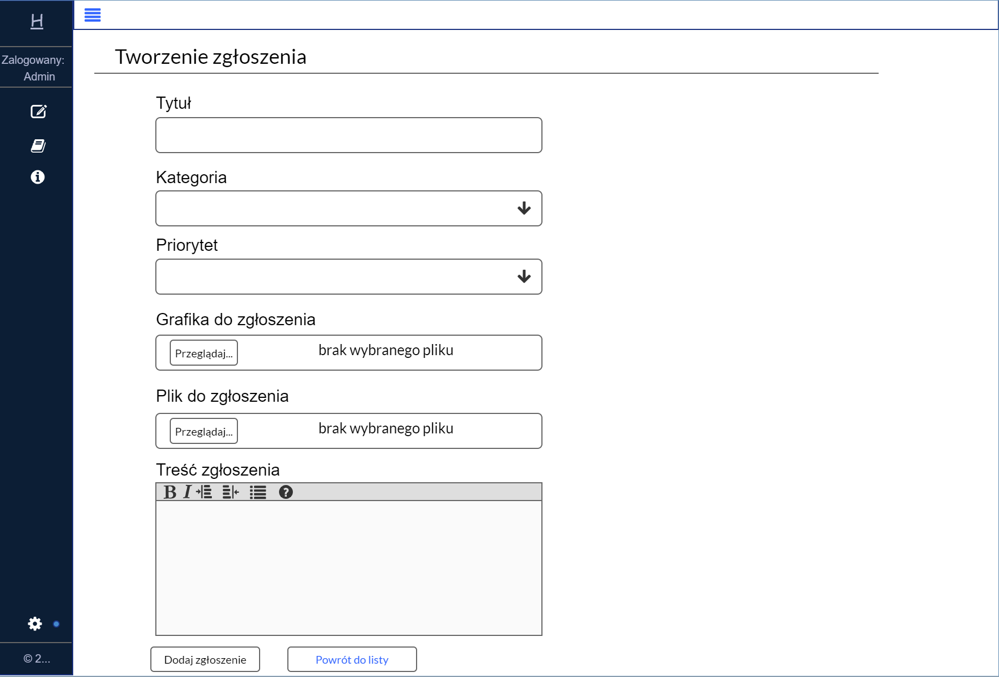 H
Zalogowany:
Admin
Tworzenie zgłoszenia
Tytuł
Kategoria
Priorytet
Grafika do zgłoszenia
Przeglądaj... brak wybranego pliku
Plik do zgłoszenia
Przeglądaj... brak wybranego pliku
Treść zgłoszenia
B I
Dodaj zgłoszenie Powrót do listy
© 2...